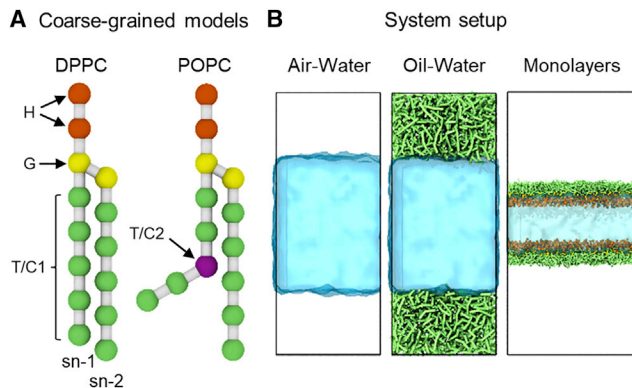 A Coarse-grained models
DPPC POPC
H
G
T/C1
T/C2
sn-1
sn-2
B System setup
Air-Water Oil-Water Monolayers